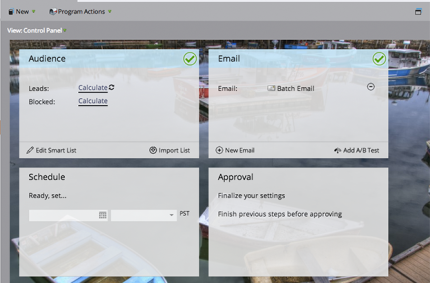 New
Program Actions
View: Control Panel
Audience
Leads: Calculate
Blocked: Calculate
Edit Smart List
Import List
Email
Email: Batch Email
New Email
Add A/B Test
Schedule
Ready, set...
PST
Approval
Finalize your settings
Finish previous steps before approving